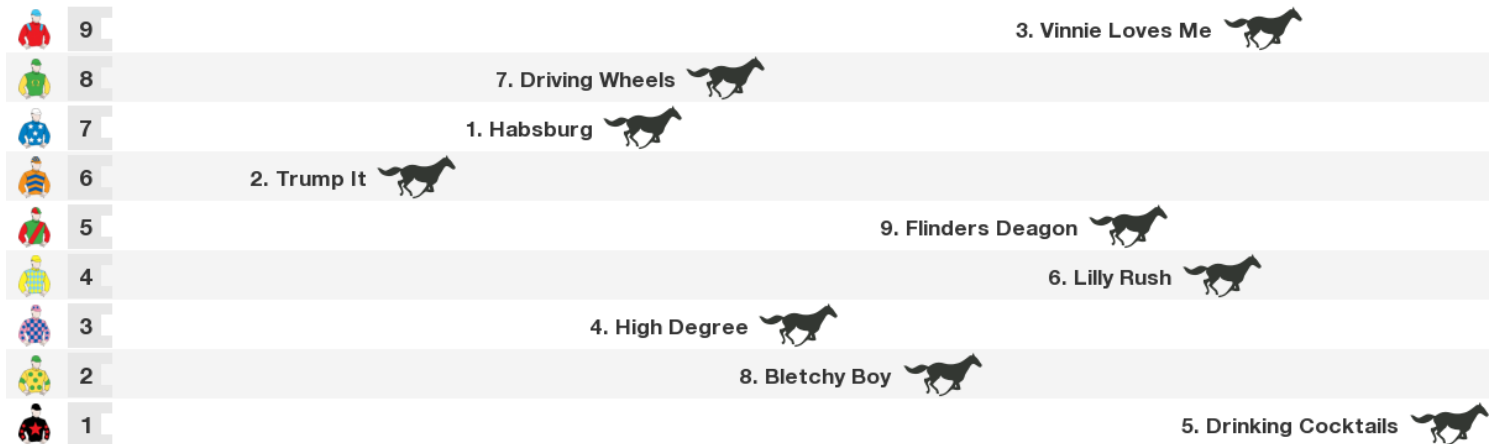 9 3. Vinnie Loves Me
8 7. Driving Wheels
7 1. Habsburg
6 2. Trump It
5 9. Flinders Deagon
4 6. Lilly Rush
3 4. High Degree
2 8. Bletchy Boy
1 5. Drinking Cocktails